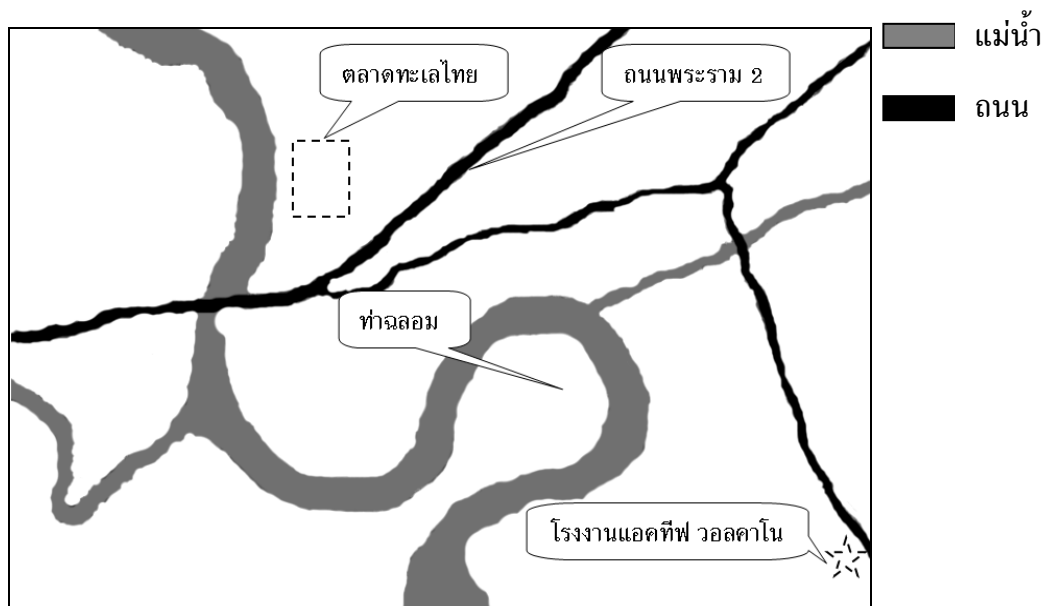 แม่น้ำ
ตลาดทะเลไทย
ถนนพระราม 2
ถนน
ท่าฉลอม
โรงงานแอคทีฟ วอลคาโน